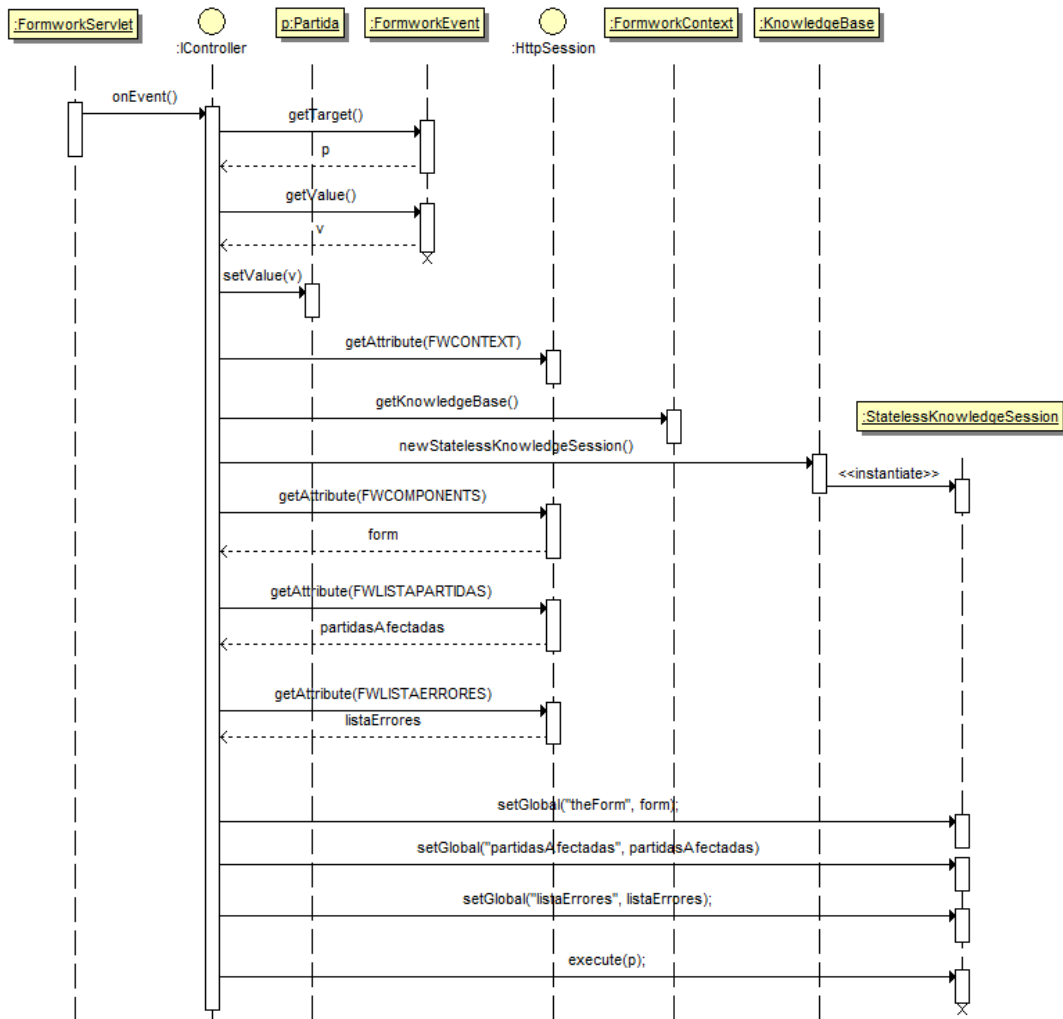 :FormworkServlet
:IController
p:Partida
:FormworkEvent
:HttpSession
:FormworkContext
:KnowledgeBase
onEvent()
getTarget()
p
getValue()
v
setValue(v)
getAttribute(FWCONTEXT)
getKnowledgeBase()
:StatelessKnowledgeSession
newStatelessKnowledgeSession()
<<instantiate>>
getAttribute(FWCOMPONENTS)
form
getAttribute(FWLISTAPARTIDAS)
partidasAfectadas
getAttribute(FWLISTAERRORES)
listaErrores
setGlobal("theForm", form);
setGlobal("partidasAfectadas", partidasAfectadas)
setGlobal("listaErrores", listaErrpres);
execute(p);